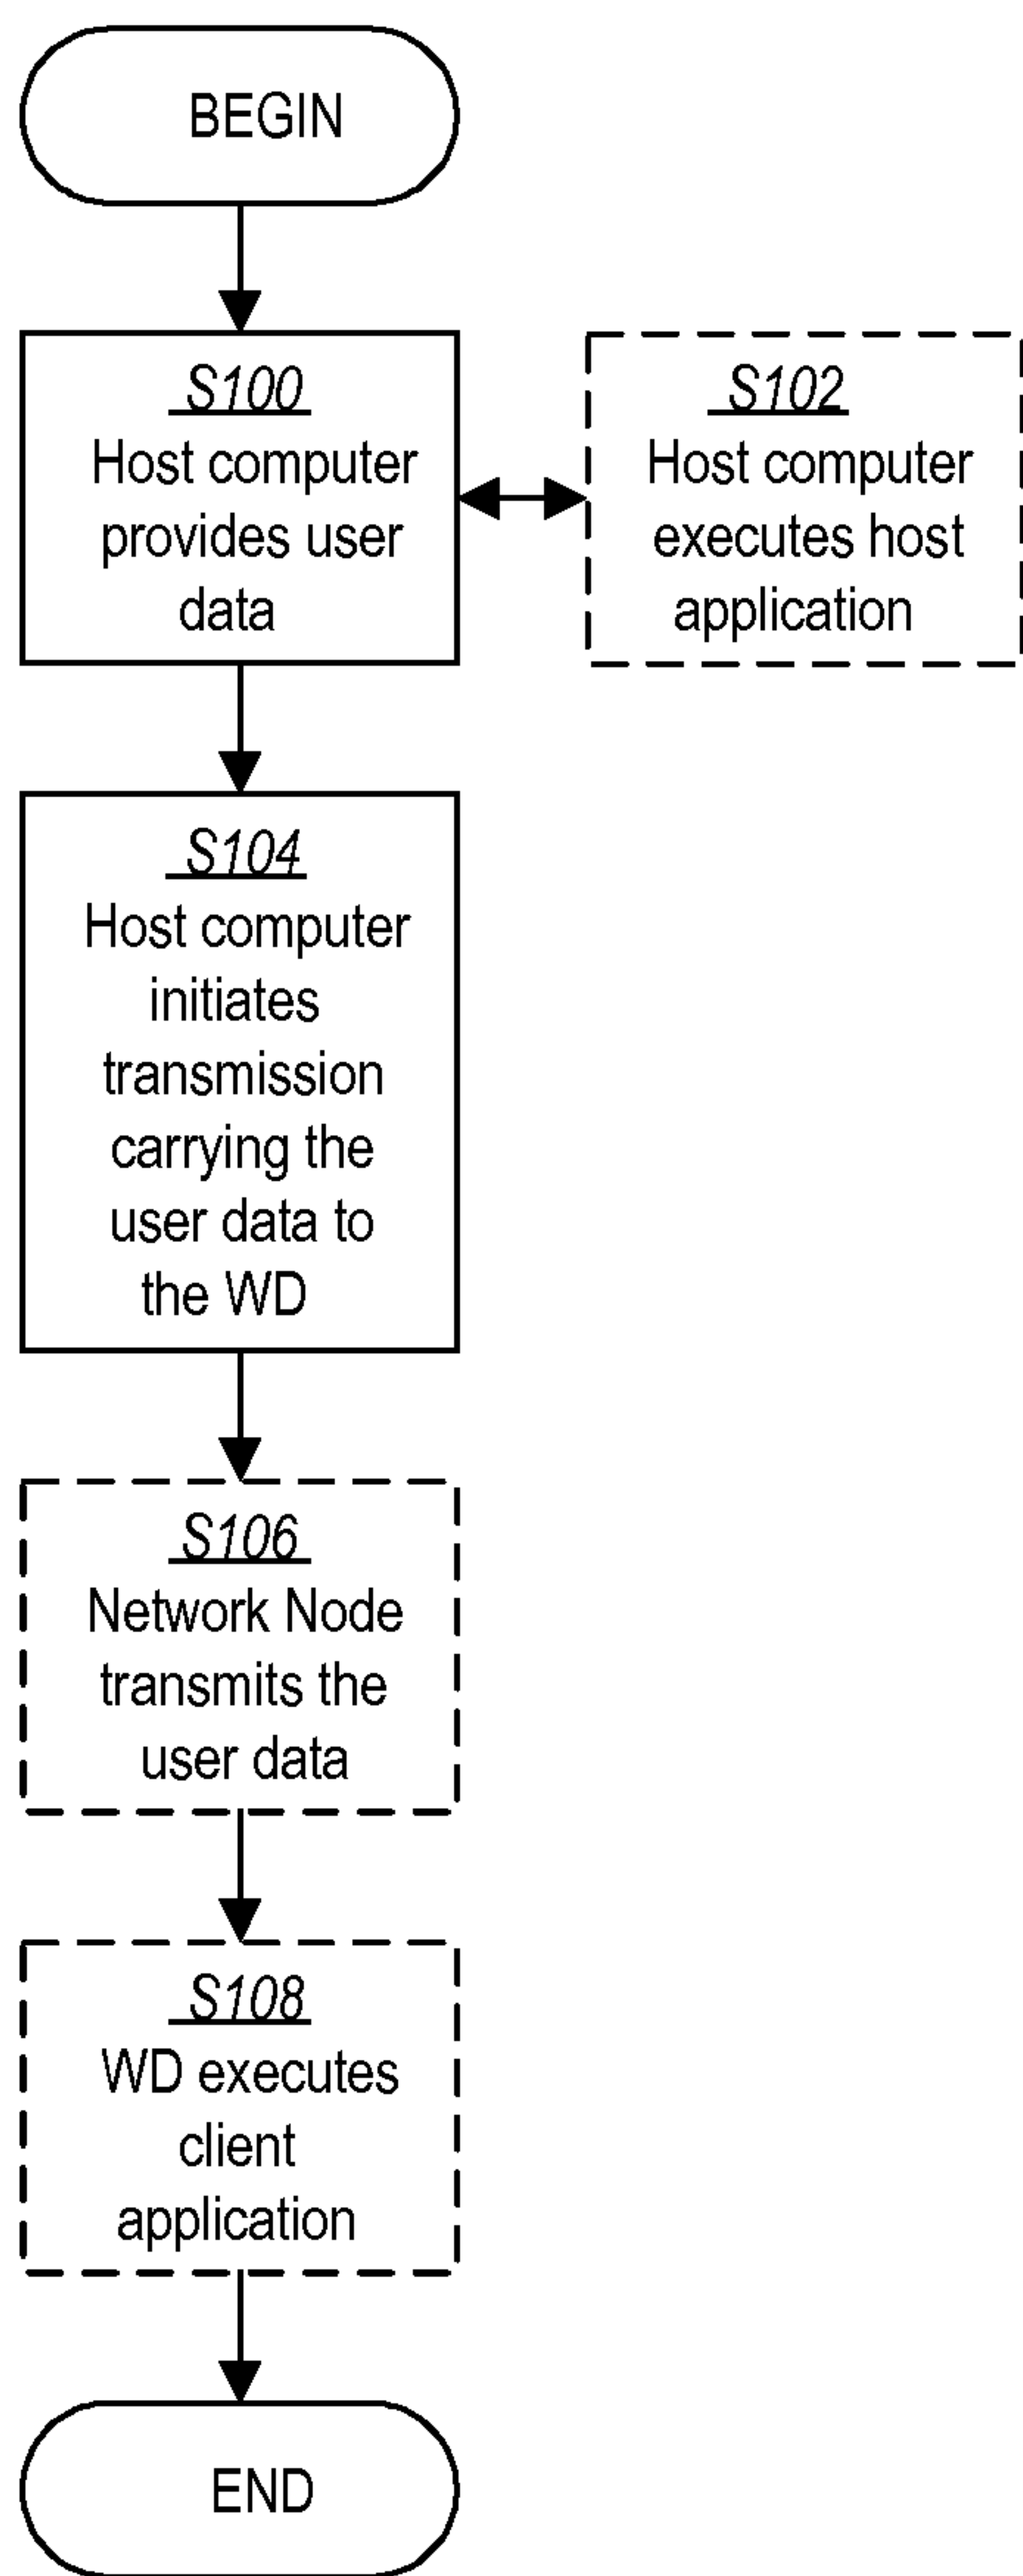 BEGIN
S100
Host computer
provides user
data
S102
Host computer
executes host
application
S104
Host computer
initiates
transmission
carrying the
user data to
the WD
S106
Network Node
transmits the
user data
S108
WD executes
client
application
END